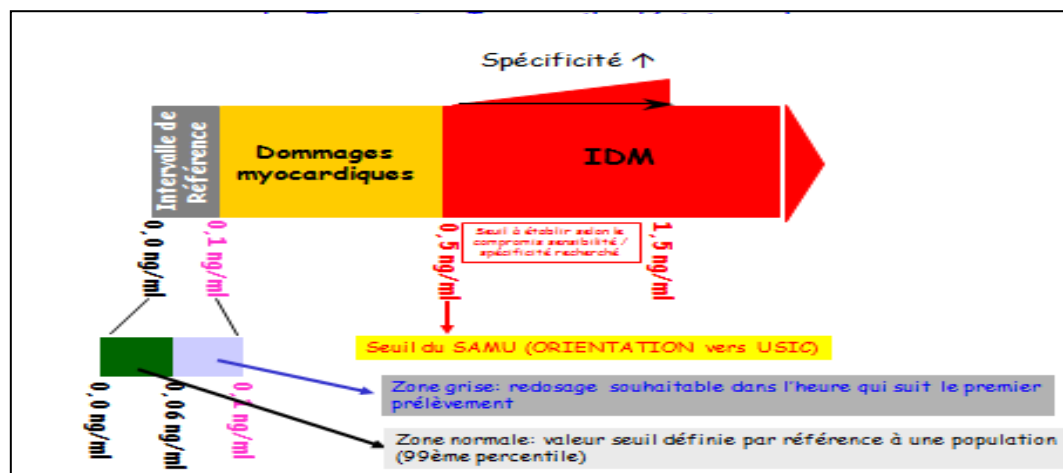 Spécificité ↑
Intervalle de
Référence
Dommages
myocardiques
IDM
0,0 ng/ml
0,1 ng/ml
0,5 ng/ml
Seuil à établir selon le
compromis sensibilité /
spécificité recherché
1,5 ng/ml
Seuil du SAMU (ORIENTATION vers USIC)
Zone grise: redosage souhaitable dans l'heure qui suit le premier
prélèvement
0,0 ng/ml
0,06 ng/ml
0,1 ng/ml
Zone normale: valeur seuil définie par référence à une population
(99ème percentile)